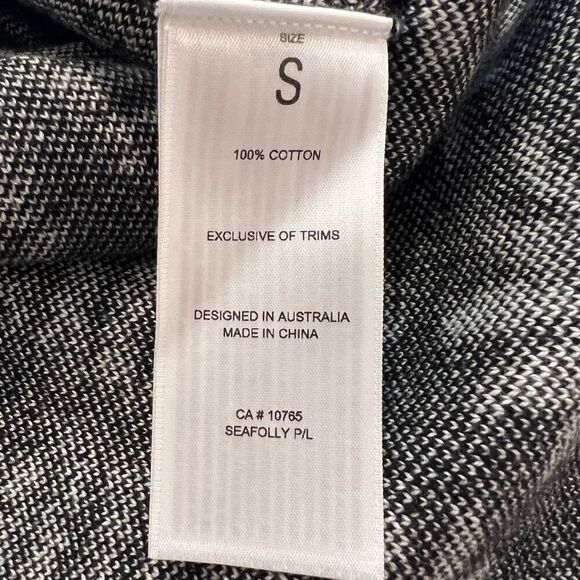 SIZE
S
100% COTTON
EXCLUSIVE OF TRIMS
DESIGNED IN AUSTRALIA
MADE IN CHINA
CA # 10765
SEAFOLLY P/L